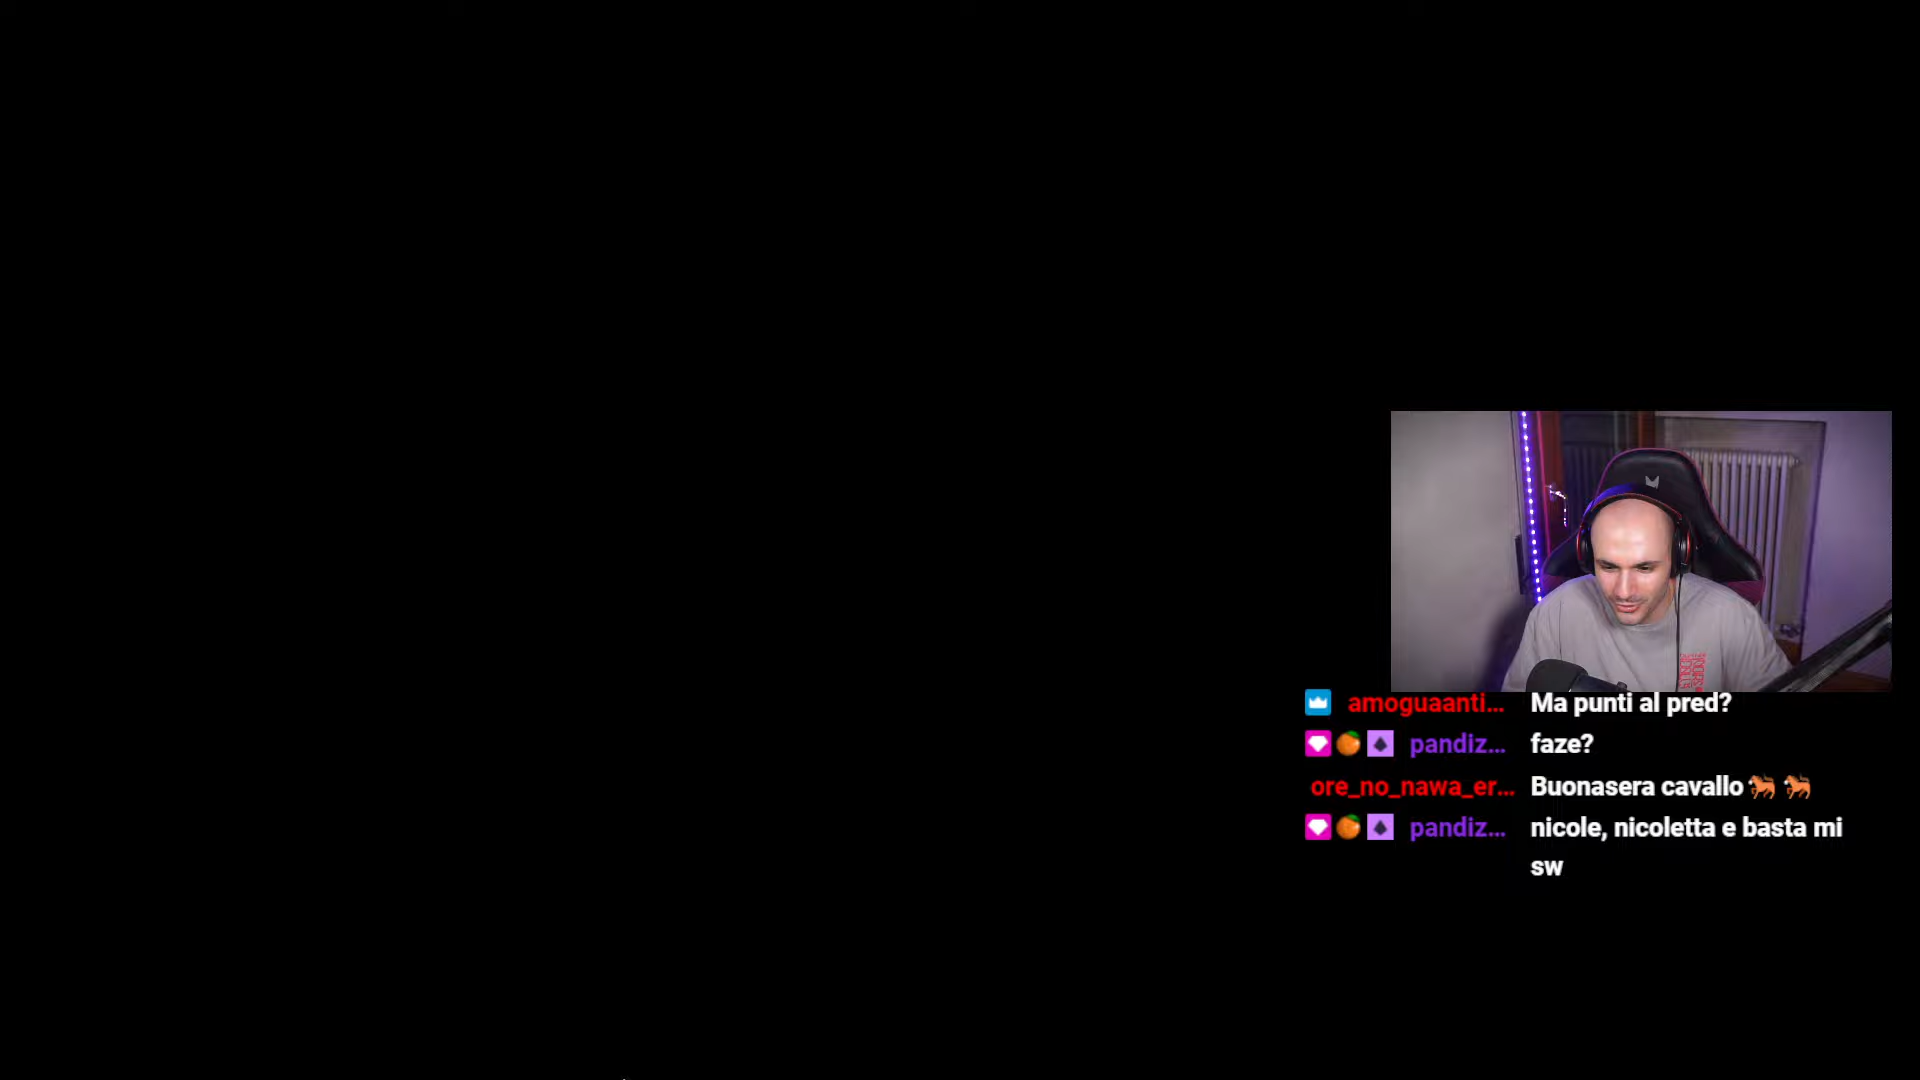 amoguaanti... Ma punti al pred?
pandiz... faze?
ore_no_nawa_er... Buonasera cavallo🐎 🐎
pandiz... nicole, nicoletta e basta mi
sw